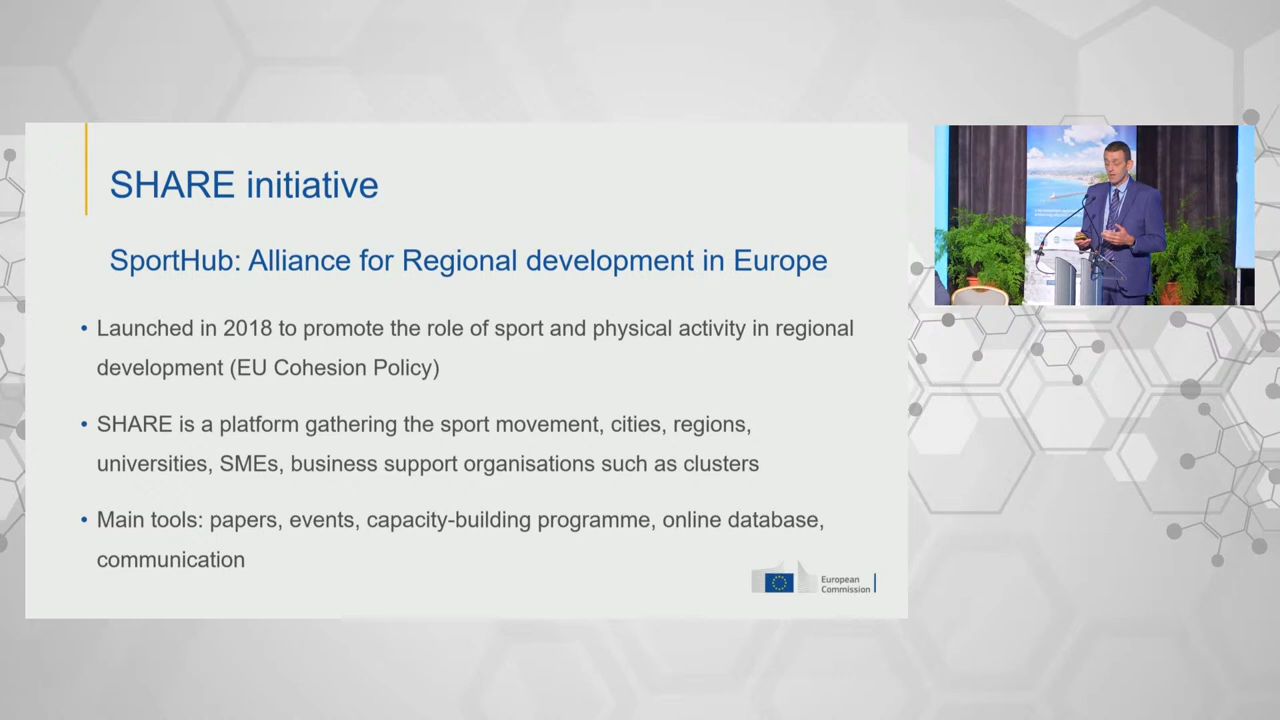 SHARE initiative
SportHub: Alliance for Regional development in Europe
• Launched in 2018 to promote the role of sport and physical activity in regional
development (EU Cohesion Policy)
• SHARE is a platform gathering the sport movement, cities, regions,
universities, SMEs, business support organisations such as clusters
• Main tools: papers, events, capacity-building programme, online database,
communication
European
Commission